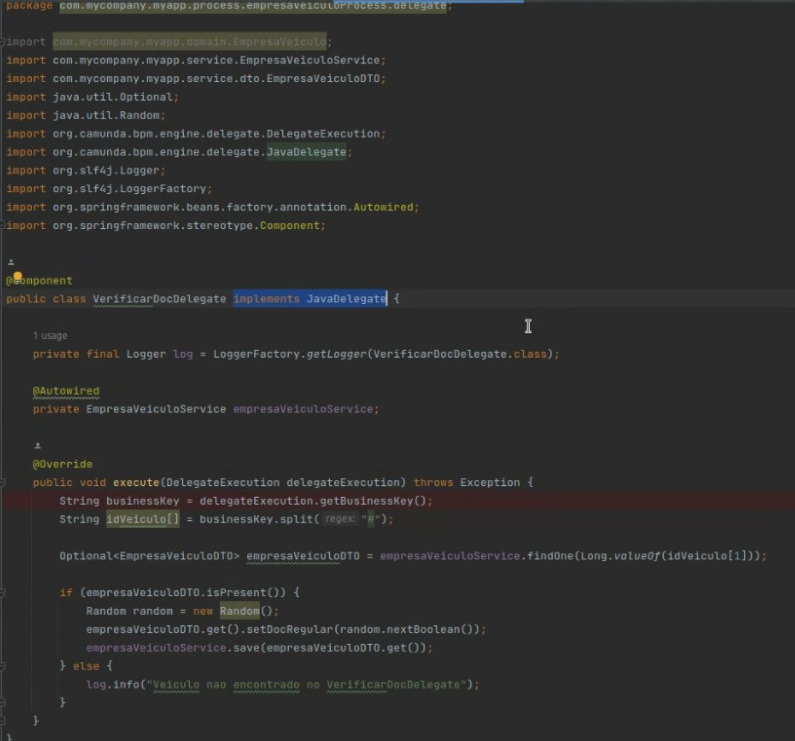 package com.mycompany.myapp.process.empresaVeiculoProcess.delegate;
import com.mycompany.myapp.domain.EmpresaVeiculo;
import com.mycompany.myapp.service.EmpresaVeiculoService;
import com.mycompany.myapp.service.dto.EmpresaVeiculoDTO;
import java.util.Optional;
import java.util.Random;
import org.camunda.bpm.engine.delegate.DelegateExecution;
import org.camunda.bpm.engine.delegate.JavaDelegate;
import org.slf4j.Logger;
import org.slf4j.LoggerFactory;
import org.springframework.beans.factory.annotation.Autowired;
import org.springframework.stereotype.Component;
@Component
public class VerificarDocDelegate implements JavaDelegate {
1 usage
private final Logger log = LoggerFactory.getLogger(VerificarDocDelegate.class);
@Autowired
private EmpresaVeiculoService empresaVeiculoService;
@Override
public void execute(DelegateExecution delegateExecution) throws Exception {
String businessKey = delegateExecution.getBusinessKey();
String idVeiculo[] = businessKey.split( regex: "#");
Optional<EmpresaVeiculoDTO> empresaVeiculoDTO = empresaVeiculoService.findOne(Long.valueOf(idVeiculo[1]));
if (empresaVeiculoDTO.isPresent()) {
Random random = new Random();
empresaVeiculoDTO.get().setDocRegular(random.nextBoolean());
empresaVeiculoService.save(empresaVeiculoDTO.get());
} else {
log.info("Veiculo nao encontrado no VerificarDocDelegate");
}
}
}